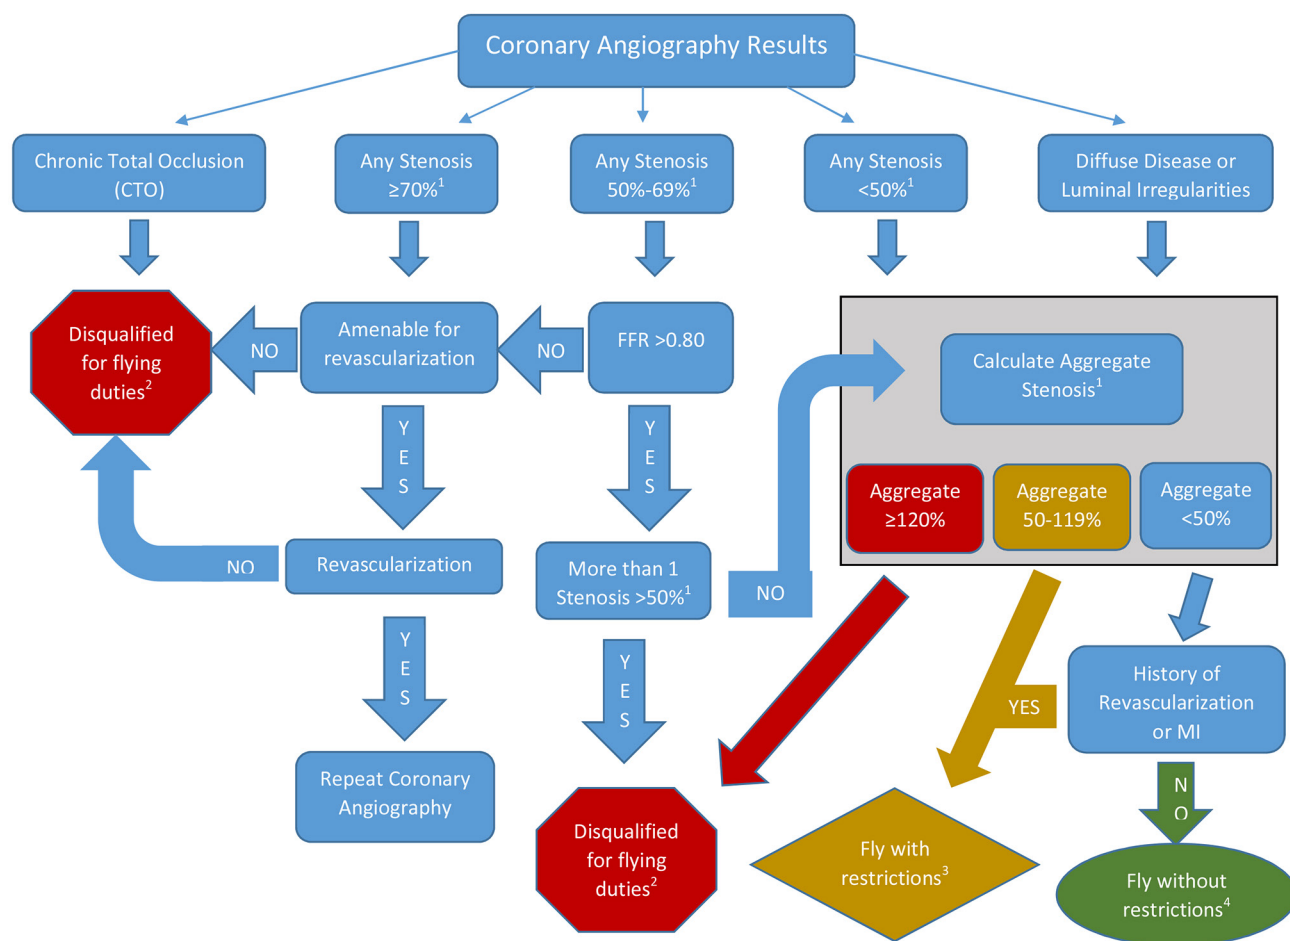 Coronary Angiography Results
Chronic Total Occlusion
(CTO)
Any Stenosis
≥70%¹
Any Stenosis
50%-69%¹
Any Stenosis
<50%¹
Diffuse Disease or
Luminal Irregularities
Disqualified
for flying
duties²
NO
Amenable for
revascularization
NO
FFR >0.80
Calculate Aggregate
Stenosis¹
YES
YES
Aggregate
≥120%
Aggregate
50-119%
Aggregate
<50%
NO
Revascularization
More than 1
Stenosis >50%¹
NO
YES
YES
YES
History of
Revascularization
or MI
Repeat Coronary
Angiography
NO
Disqualified
for flying
duties²
Fly with
restrictions³
Fly without
restrictions⁴